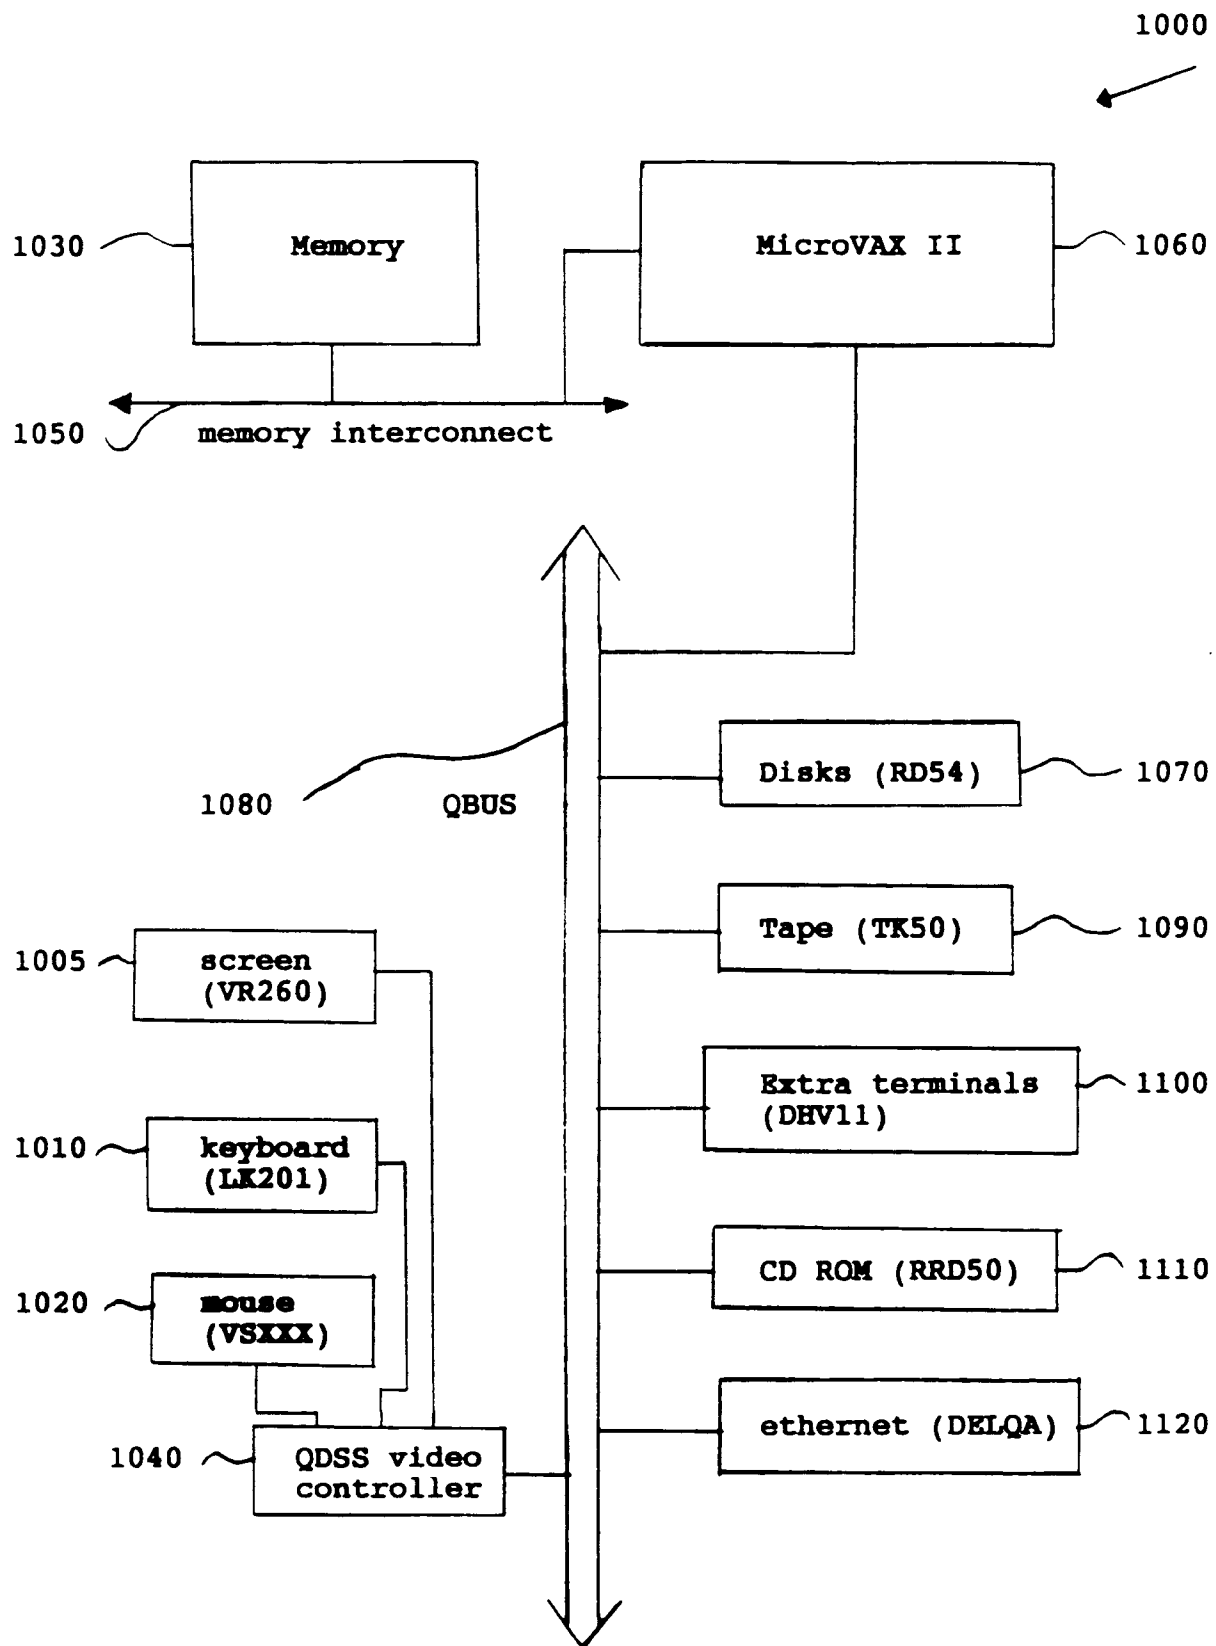 1000
1030
Memory
MicroVAX II
1060
1050
memory interconnect
1080
QBUS
Disks (RD54)
1070
Tape (TK50)
1090
1005
screen
(VR260)
Extra terminals
(DHV11)
1100
1010
keyboard
(LK201)
CD ROM (RRD50)
1110
1020
mouse
(VSXXX)
ethernet (DELQA)
1120
1040
QDSS video
controller